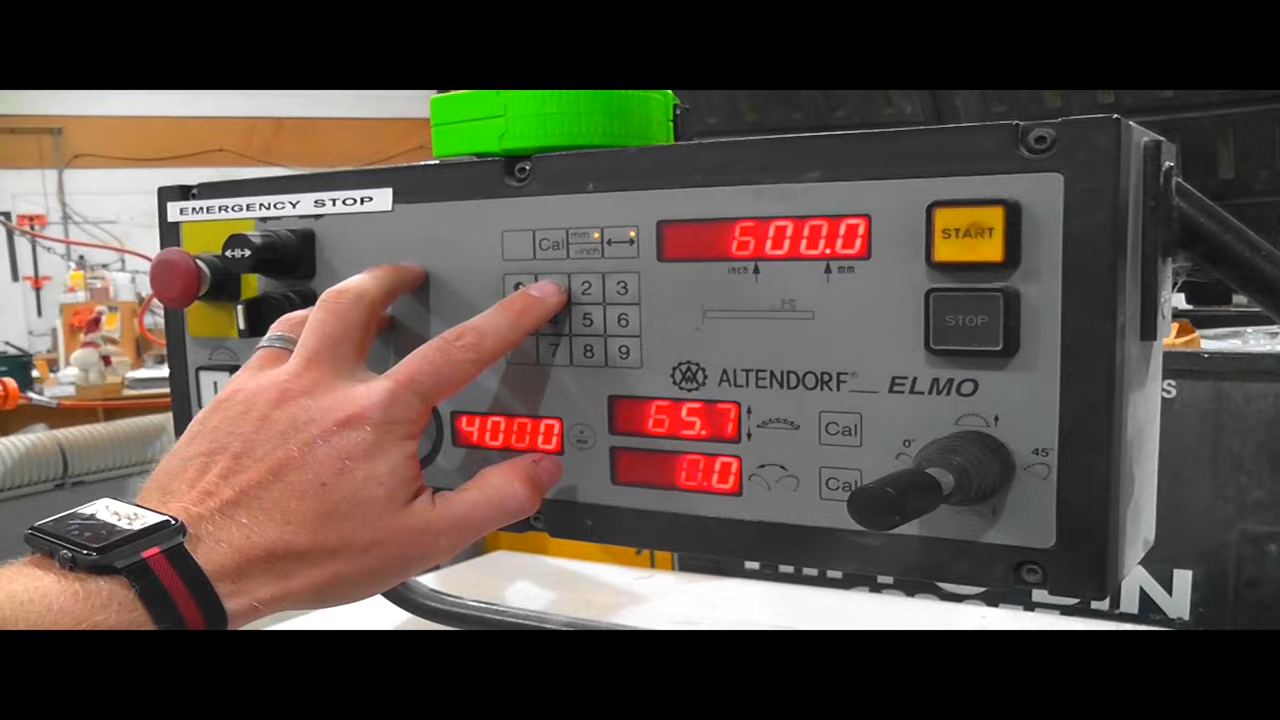 EMERGENCY STOP
Cal
mm
inch
600.0
START
inch
mm
2
3
4
5
6
7
8
9
STOP
ALTENDORF® ELMO
4000
65.7
Cal
0.0
Cal
0°
45°
S